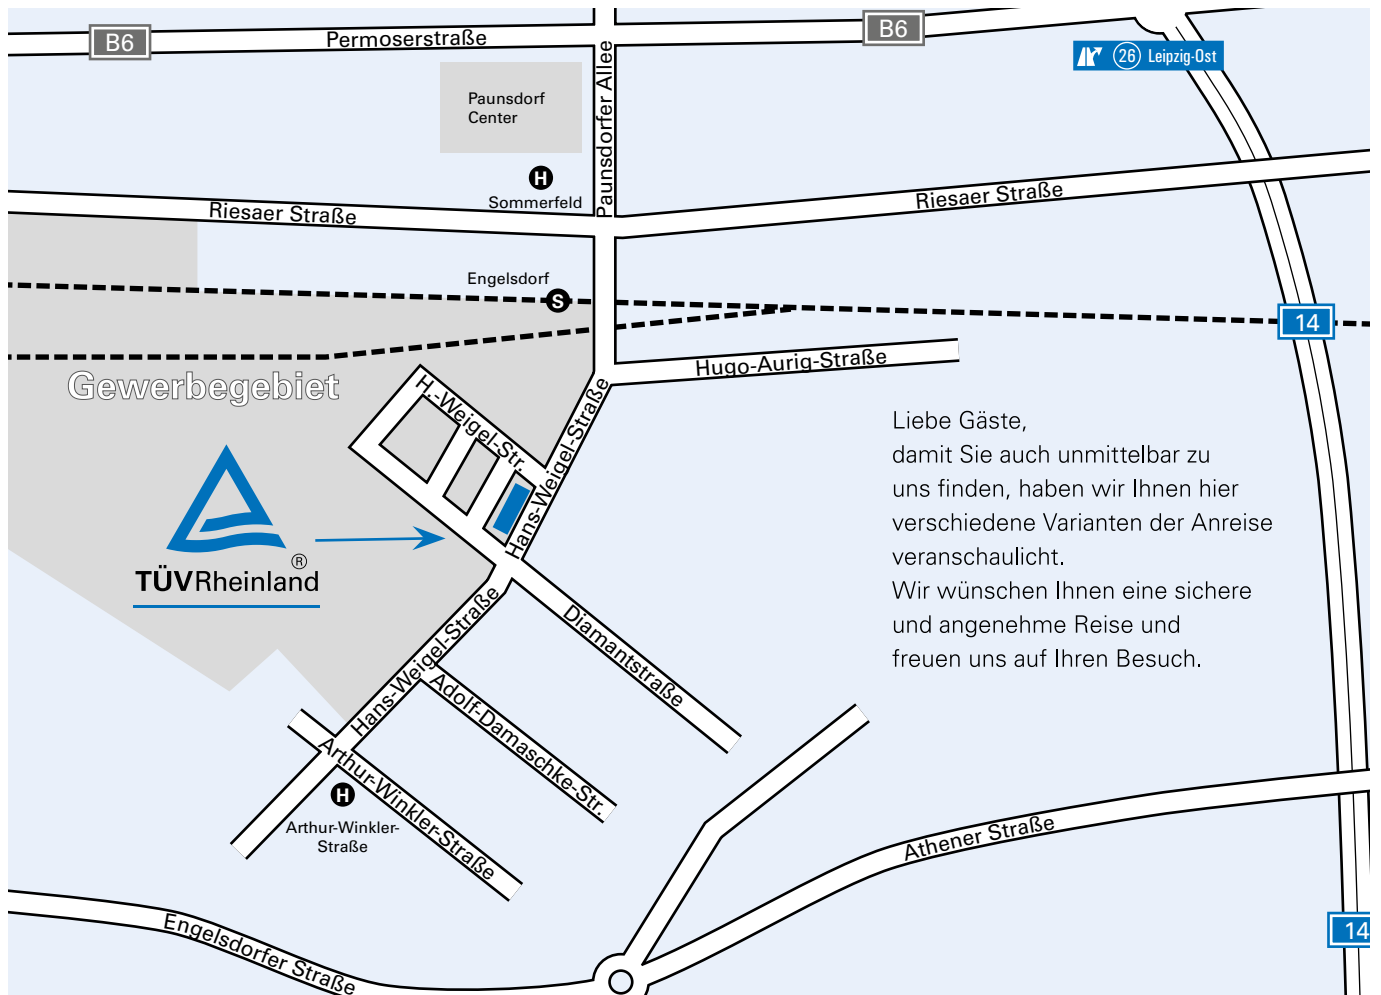 B6
Permoserstraße
B6
26 Leipzig-Ost
Paunsdorfer Allee
Paunsdorf
Center
H
Sommerfeld
Riesaer Straße
Riesaer Straße
Engelsdorf
S
14
Hugo-Aurig-Straße
Gewerbegebiet
H.-Weigel-Str.
Hans-Weigel-Straße
Liebe Gäste,
damit Sie auch unmittelbar zu
uns finden, haben wir Ihnen hier
verschiedene Varianten der Anreise
veranschaulicht.
Wir wünschen Ihnen eine sichere
und angenehme Reise und
freuen uns auf Ihren Besuch.
®
TÜVRheinland
Hans-Weigel-Straße
Diamantstraße
Adolf-Damaschke-Str.
Arthur-Winkler-Straße
H
Arthur-Winkler-
Straße
Athener Straße
Engelsdorfer Straße
14